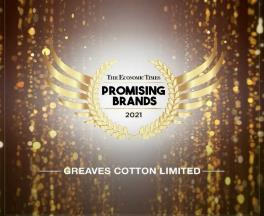 THE ECONOMIC TIMES
PROMISING
BRANDS
2021
GREAVES COTTON LIMITED